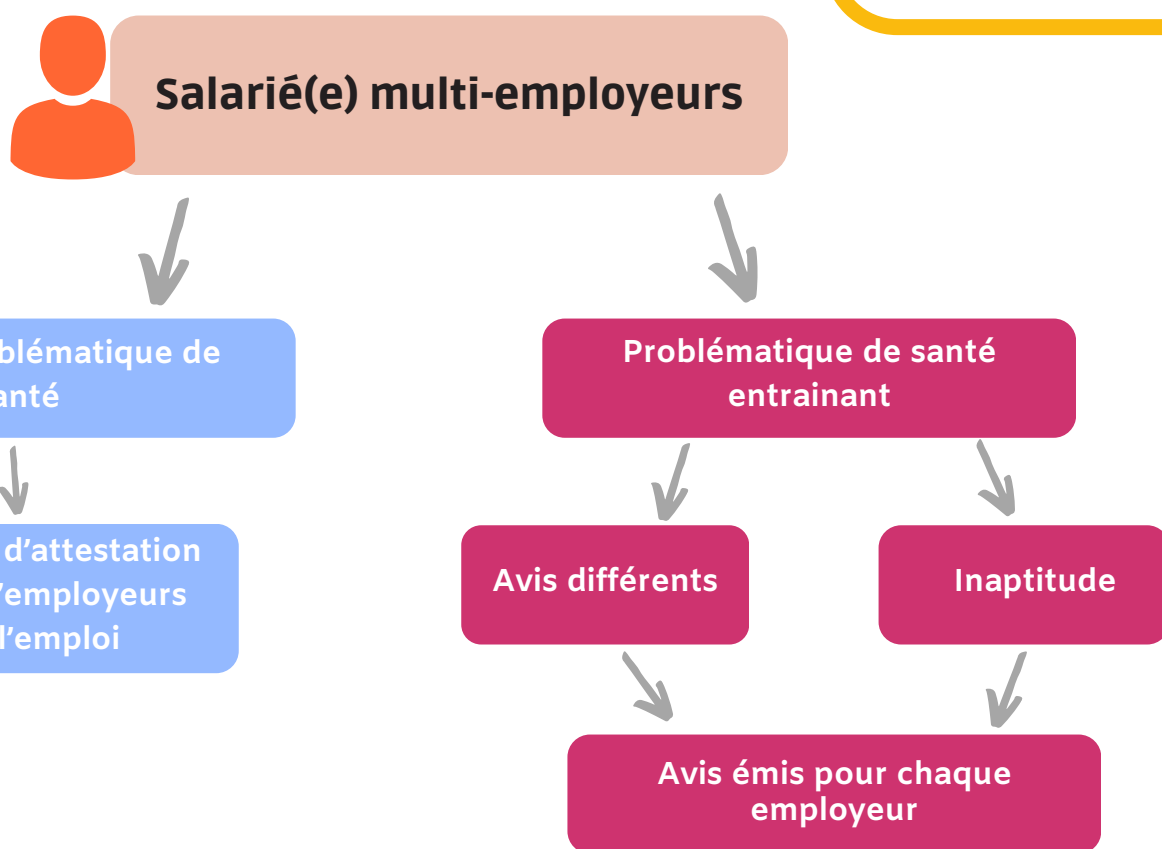 Salarié(e) multi-employeurs
blématique de
anté
Problématique de santé
entrainant
d’attestation
’employeurs
l’emploi
Avis différents
Inaptitude
Avis émis pour chaque
employeur